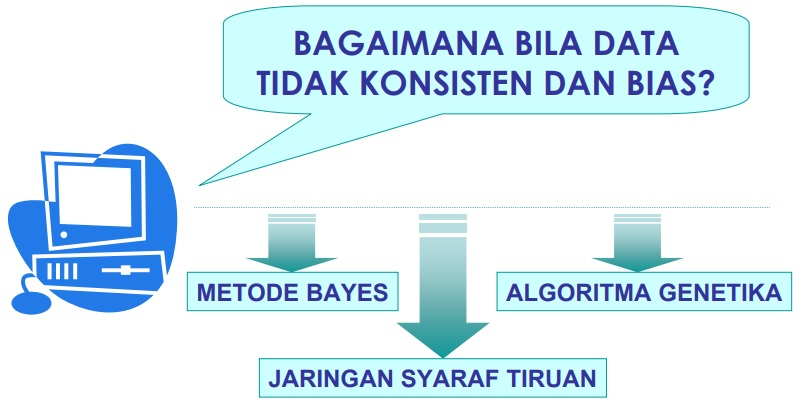 BAGAIMANA BILA DATA
TIDAK KONSISTEN DAN BIAS?
METODE BAYES
ALGORITMA GENETIKA
JARINGAN SYARAF TIRUAN